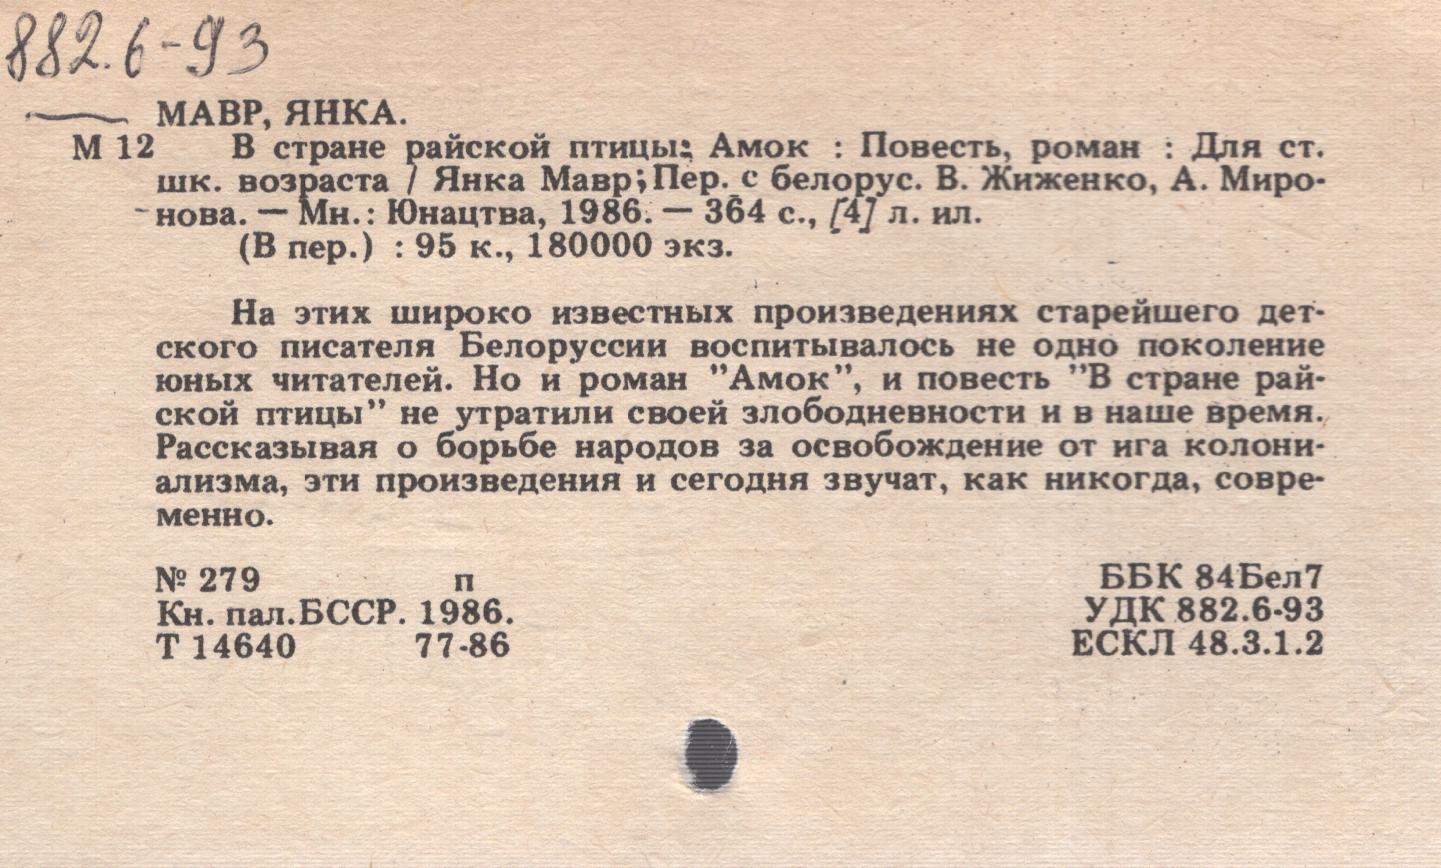 882.6-93
МАВР, ЯНКА.
М 12 В стране райской птицы; Амок : Повесть, роман : Для ст.
шк. возраста / Янка Мавр; Пер. с белорус. В. Жиженко, А. Миро-
нова. — Мн.: Юнацтва, 1986. — 364 с., [4] л. ил.
(В пер.) : 95 к., 180000 экз.
На этих широко известных произведениях старейшего дет-
ского писателя Белоруссии воспитывалось не одно поколение
юных читателей. Но и роман "Амок", и повесть "В стране рай-
ской птицы" не утратили своей злободневности и в наше время.
Рассказывая о борьбе народов за освобождение от ига колони-
ализма, эти произведения и сегодня звучат, как никогда, совре-
менно.
№ 279 п ББК 84Бел7
Кн. пал.БССР. 1986. УДК 882.6-93
Т 14640 77-86 ЕСКЛ 48.3.1.2